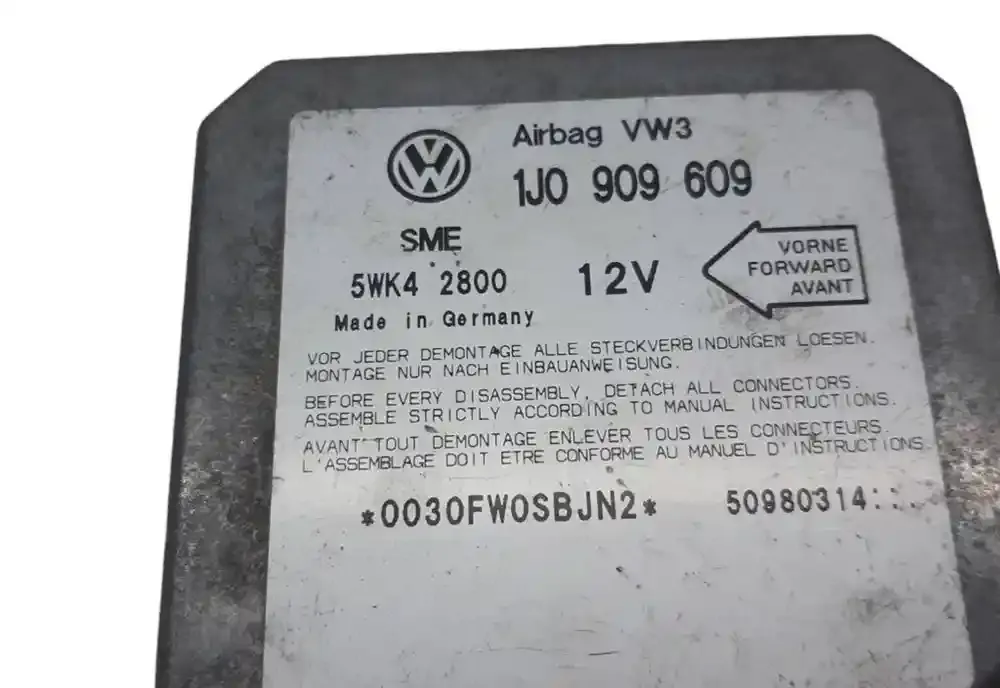 Airbag VW3
1J0 909 609
SME
5WK4 2800
12V
VORNE
FORWARD
AVANT
Made in Germany
VOR JEDER DEMONTAGE ALLE STECKVERBINDUNGEN LOESEN.
MONTAGE NUR NACH EINBAUANWEISUNG.
BEFORE EVERY DISASSEMBLY, DETACH ALL CONNECTORS.
ASSEMBLE STRICTLY ACCORDING TO MANUAL INSTRUCTIONS.
AVANT TOUT DEMONTAGE ENLEVER TOUS LES CONNECTEURS.
L'ASSEMBLAGE DOIT ETRE CONFORME AU MANUEL D'INSTRUCTIONS
*0030FW0SBJN2*
50980314